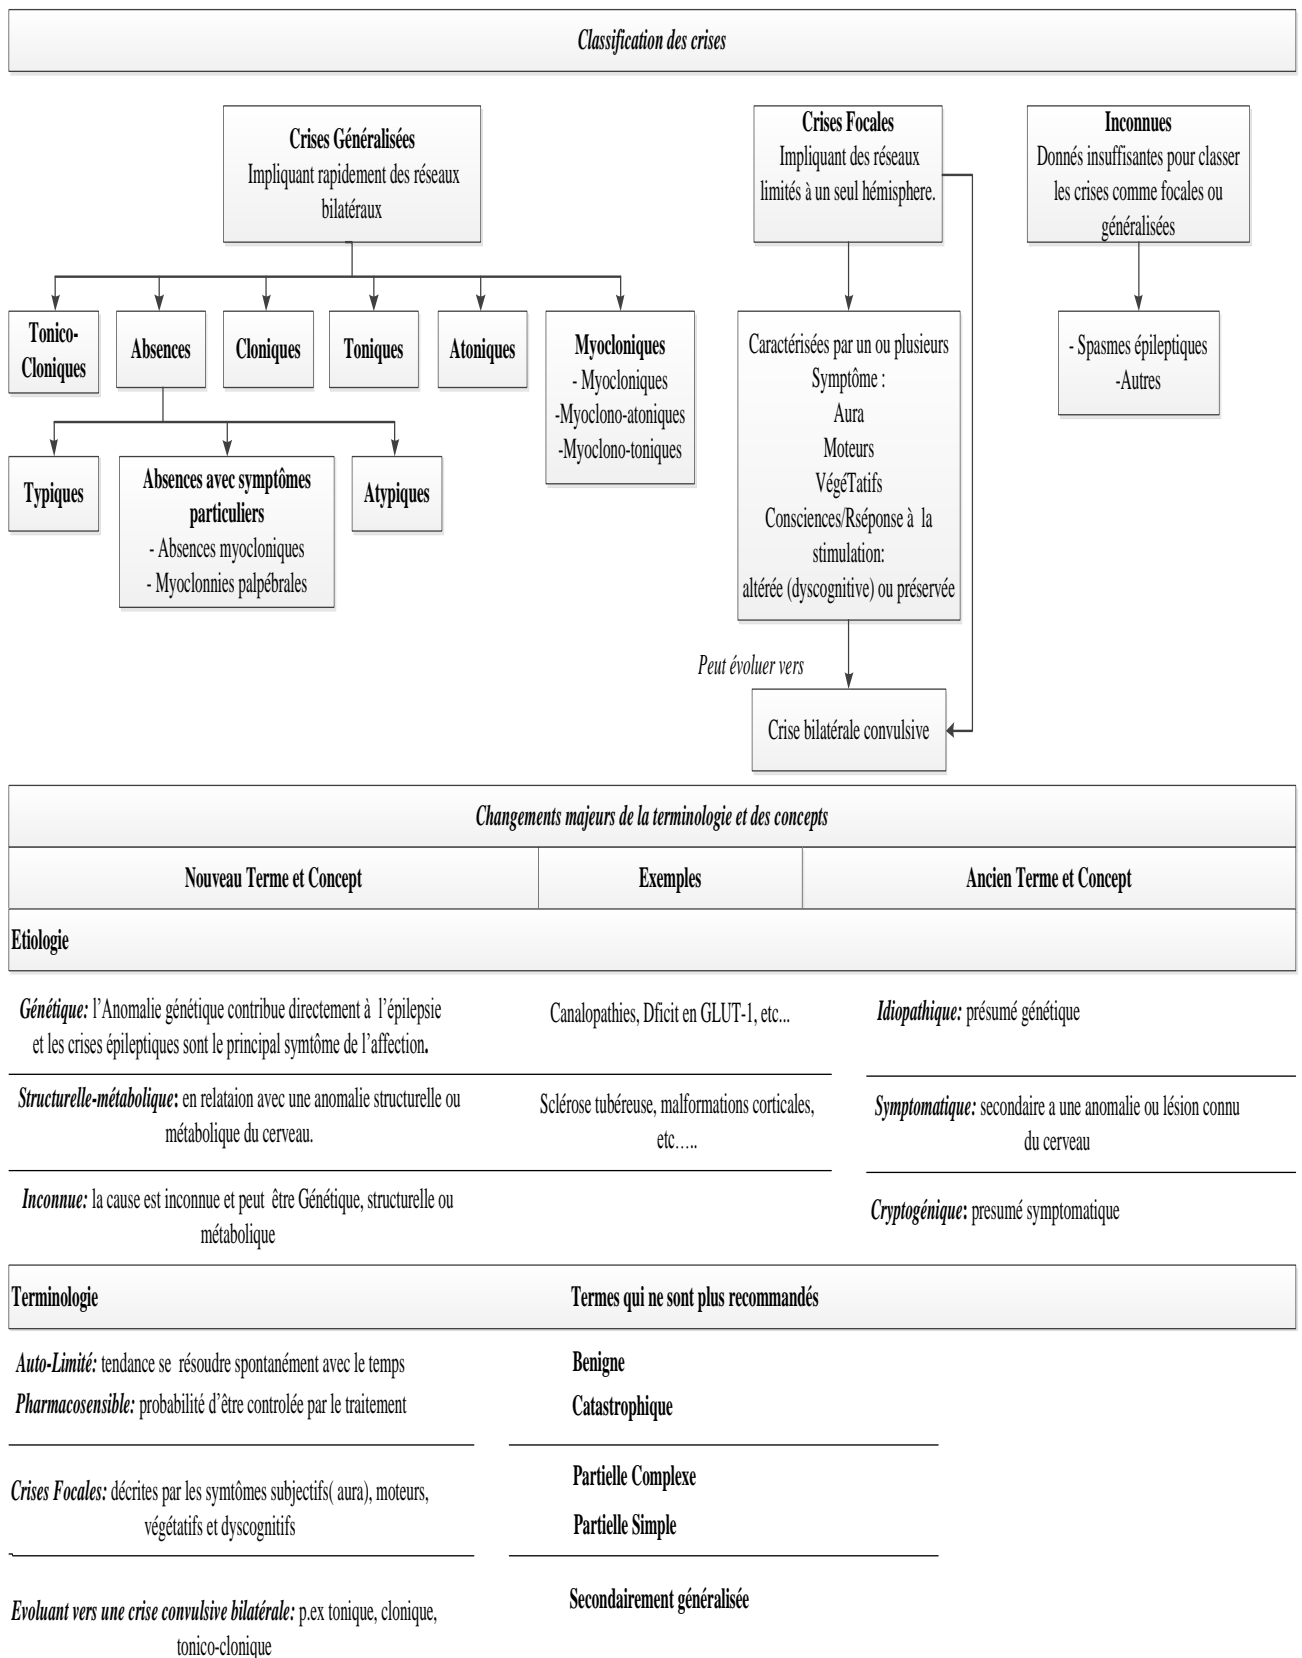 Classification des crises
Crises Généralisées
Impliquant rapidement des réseaux
bilatéraux
Crises Focales
Impliquant des réseaux
limités à un seul hémisphere.
Inconnues
Donnés insuffisantes pour classer
les crises comme focales ou
généralisées
Tonico-
Cloniques
Absences
Cloniques
Toniques
Atoniques
Myocloniques
- Myocloniques
-Myoclono-atoniques
-Myoclono-toniques
Caractérisées par un ou plusieurs
Symptôme :
Aura
Moteurs
VégéTatifs
Consciences/Rséponse à la
stimulation:
altérée (dyscognitive) ou préservée
- Spasmes épileptiques
-Autres
Typiques
Absences avec symptômes
particuliers
- Absences myocloniques
- Myoclonnies palpébrales
Atypiques
Peut évoluer vers
Crise bilatérale convulsive
Changements majeurs de la terminologie et des concepts
Nouveau Terme et Concept
Exemples
Ancien Terme et Concept
Etiologie
Génétique: l'Anomalie génétique contribue directement à l'épilepsie
et les crises épileptiques sont le principal symtôme de l'affection.
Canalopathies, Dficit en GLUT-1, etc...
Idiopathique: présumé génétique
Structurelle-métabolique: en relataion avec une anomalie structurelle ou
métabolique du cerveau.
Sclérose tubéreuse, malformations corticales,
etc…..
Symptomatique: secondaire a une anomalie ou lésion connu
du cerveau
Inconnue: la cause est inconnue et peut être Génétique, structurelle ou
métabolique
Cryptogénique: presumé symptomatique
Terminologie
Termes qui ne sont plus recommandés
Auto-Limité: tendance se résoudre spontanément avec le temps
Benigne
Pharmacosensible: probabilité d'être controlée par le traitement
Catastrophique
Crises Focales: décrites par les symtômes subjectifs( aura), moteurs,
végétatifs et dyscognitifs
Partielle Complexe
Partielle Simple
Evoluant vers une crise convulsive bilatérale: p.ex tonique, clonique,
tonico-clonique
Secondairement généralisée